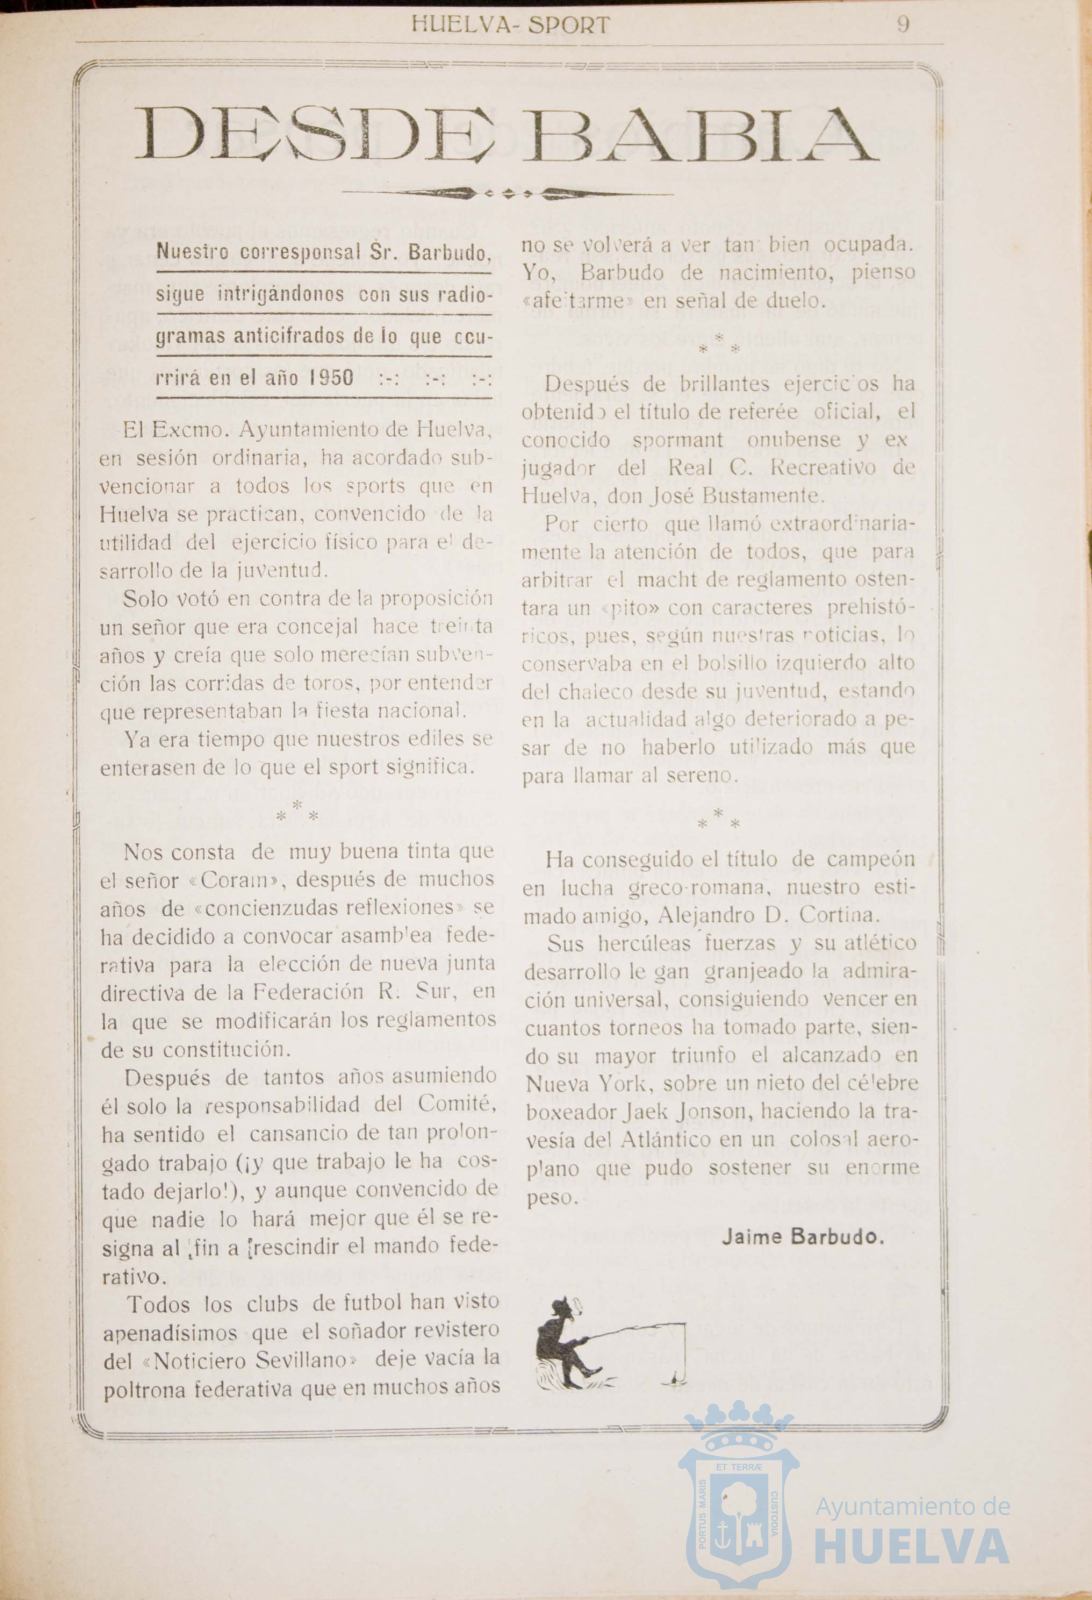 HUELVA-SPORT
9
DESDE BABIA
Nuestro corresponsal Sr. Barbudo,
sigue intrigándonos con sus radio-
gramas anticifrados de lo que ocu-
rrirá en el año 1950 :-: :-: :-:
El Excmo. Ayuntamiento de Huelva,
en sesión ordinaria, ha acordado sub-
vencionar a todos los sports que en
Huelva se practican, convencido de la
utilidad del ejercicio físico para el de-
sarrollo de la juventud.
Solo votó en contra de la proposición
un señor que era concejal hace treinta
años y creía que solo merecían subven-
ción las corridas de toros, por entender
que representaban la fiesta nacional.
Ya era tiempo que nuestros ediles se
enterasen de lo que el sport significa.
* * *
Nos consta de muy buena tinta que
el señor «Coram», después de muchos
años de «concienzudas reflexiones» se
ha decidido a convocar asamblea fede-
rativa para la elección de nueva junta
directiva de la Federación R. Sur, en
la que se modificarán los reglamentos
de su constitución.
Después de tantos años asumiendo
él solo la responsabilidad del Comité,
ha sentido el cansancio de tan prolon-
gado trabajo (¡y que trabajo le ha cos-
tado dejarlo!), y aunque convencido de
que nadie lo hará mejor que él se re-
signa al fin a rescindir el mando fede-
rativo.
Todos los clubs de futbol han visto
apenadísimos que el soñador revistero
del «Noticiero Sevillano» deje vacía la
poltrona federativa que en muchos años
no se volverá a ver tan bien ocupada.
Yo, Barbudo de nacimiento, pienso
«afeitarme» en señal de duelo.
* * *
Después de brillantes ejercicios ha
obtenido el título de referée oficial, el
conocido spormant onubense y ex
jugador del Real C. Recreativo de
Huelva, don José Bustamente.
Por cierto que llamó extraordinaria-
mente la atención de todos, que para
arbitrar el macht de reglamento osten-
tara un «pito» con caracteres prehistó-
ricos, pues, según nuestras noticias, lo
conservaba en el bolsillo izquierdo alto
del chaleco desde su juventud, estando
en la actualidad algo deteriorado a pe-
sar de no haberlo utilizado más que
para llamar al sereno.
* * *
Ha conseguido el título de campeón
en lucha greco-romana, nuestro esti-
mado amigo, Alejandro D. Cortina.
Sus hercúleas fuerzas y su atlético
desarrollo le gan granjeado la admira-
ción universal, consiguiendo vencer en
cuantos torneos ha tomado parte, sien-
do su mayor triunfo el alcanzado en
Nueva York, sobre un nieto del célebre
boxeador Jaek Jonson, haciendo la tra-
vesía del Atlántico en un colosal aero-
plano que pudo sostener su enorme
peso.
Jaime Barbudo.
ET TERRÆ
PORTUS MARIS
CUSTODIA
Ayuntamiento de
HUELVA